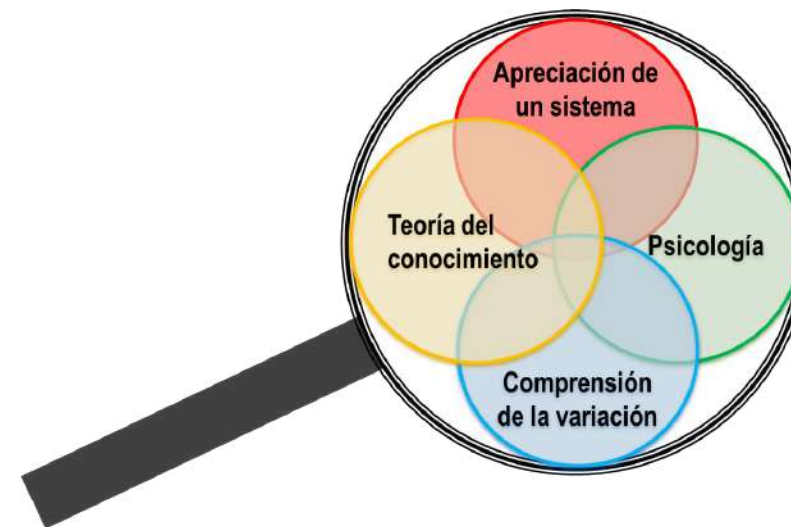 Apreciación de
un sistema
Teoría del
conocimiento
Psicología
Comprensión
de la variación